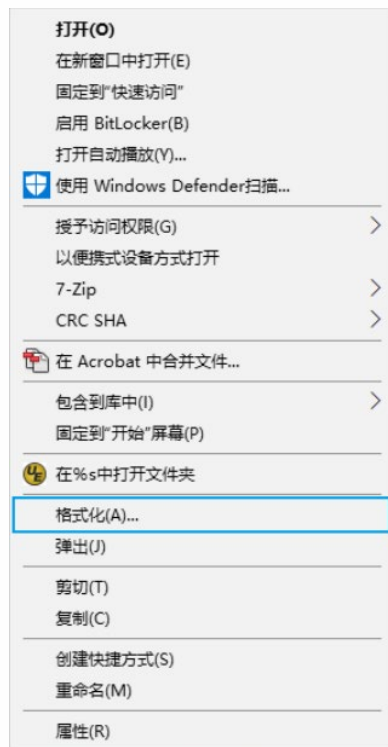 打开(O)
在新窗口中打开(E)
固定到"快速访问"
启用 BitLocker(B)
打开自动播放(Y)...
使用 Windows Defender扫描...
授予访问权限(G)
以便携式设备方式打开
7-Zip
CRC SHA
在 Acrobat 中合并文件...
包含到库中(I)
固定到"开始"屏幕(P)
在%s中打开文件夹
格式化(A)...
弹出(J)
剪切(T)
复制(C)
创建快捷方式(S)
重命名(M)
属性(R)